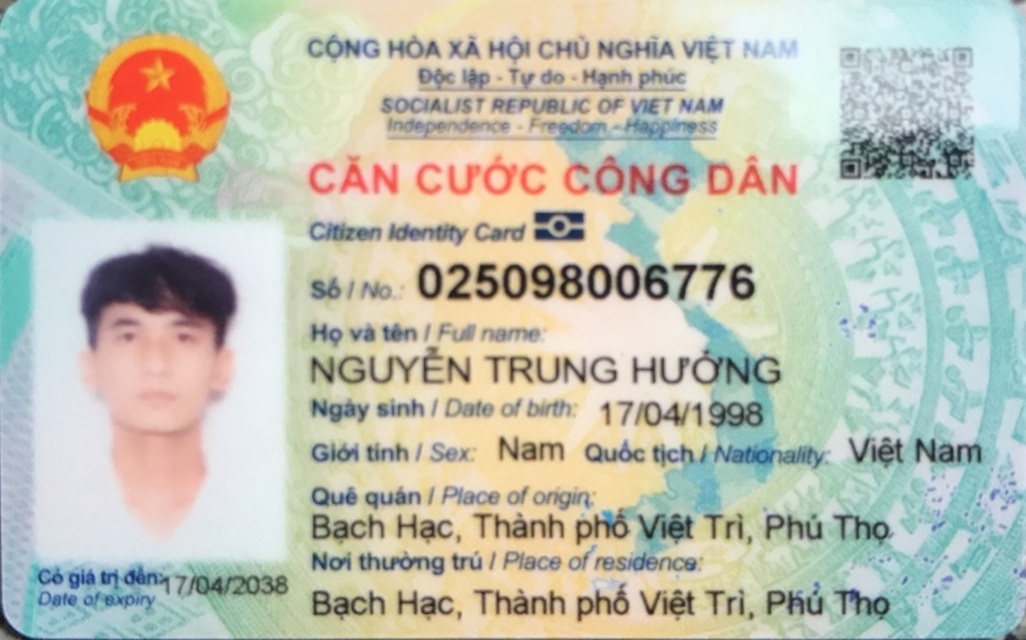 CỘNG HÒA XÃ HỘI CHỦ NGHĨA VIỆT NAM
Độc lập - Tự do - Hạnh phúc
SOCIALIST REPUBLIC OF VIET NAM
Independence - Freedom - Happiness
CĂN CƯỚC CÔNG DÂN
Citizen Identity Card
Số / No.: 025098006776
Họ và tên / Full name:
NGUYỄN TRUNG HƯỞNG
Ngày sinh / Date of birth: 17/04/1998
Giới tính / Sex: Nam Quốc tịch / Nationality: Việt Nam
Quê quán / Place of origin:
Bạch Hạc, Thành phố Việt Trì, Phú Thọ
Nơi thường trú / Place of residence:
Bạch Hạc, Thành phố Việt Trì, Phú Thọ
Có giá trị đến: 17/04/2038
Date of expiry